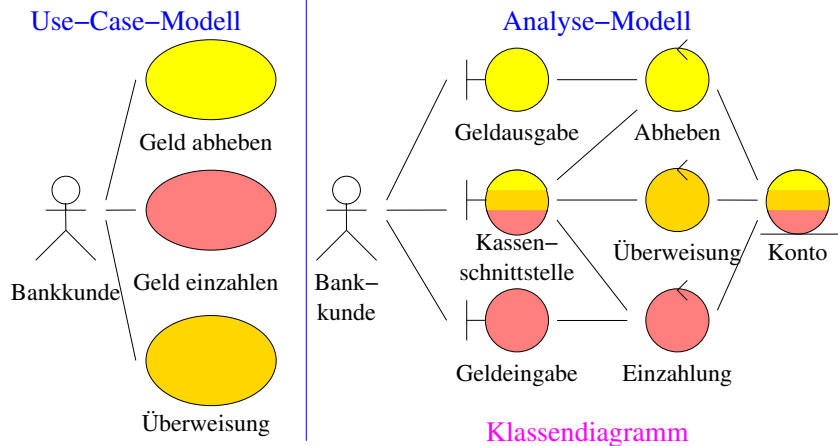 Use−Case−Modell
Geld abheben
Bankkunde
Geld einzahlen
Überweisung
Analyse−Modell
Geldausgabe
Abheben
Bank−
kunde
Kassen−
schnittstelle
Überweisung
Konto
Geldeingabe
Einzahlung
Klassendiagramm